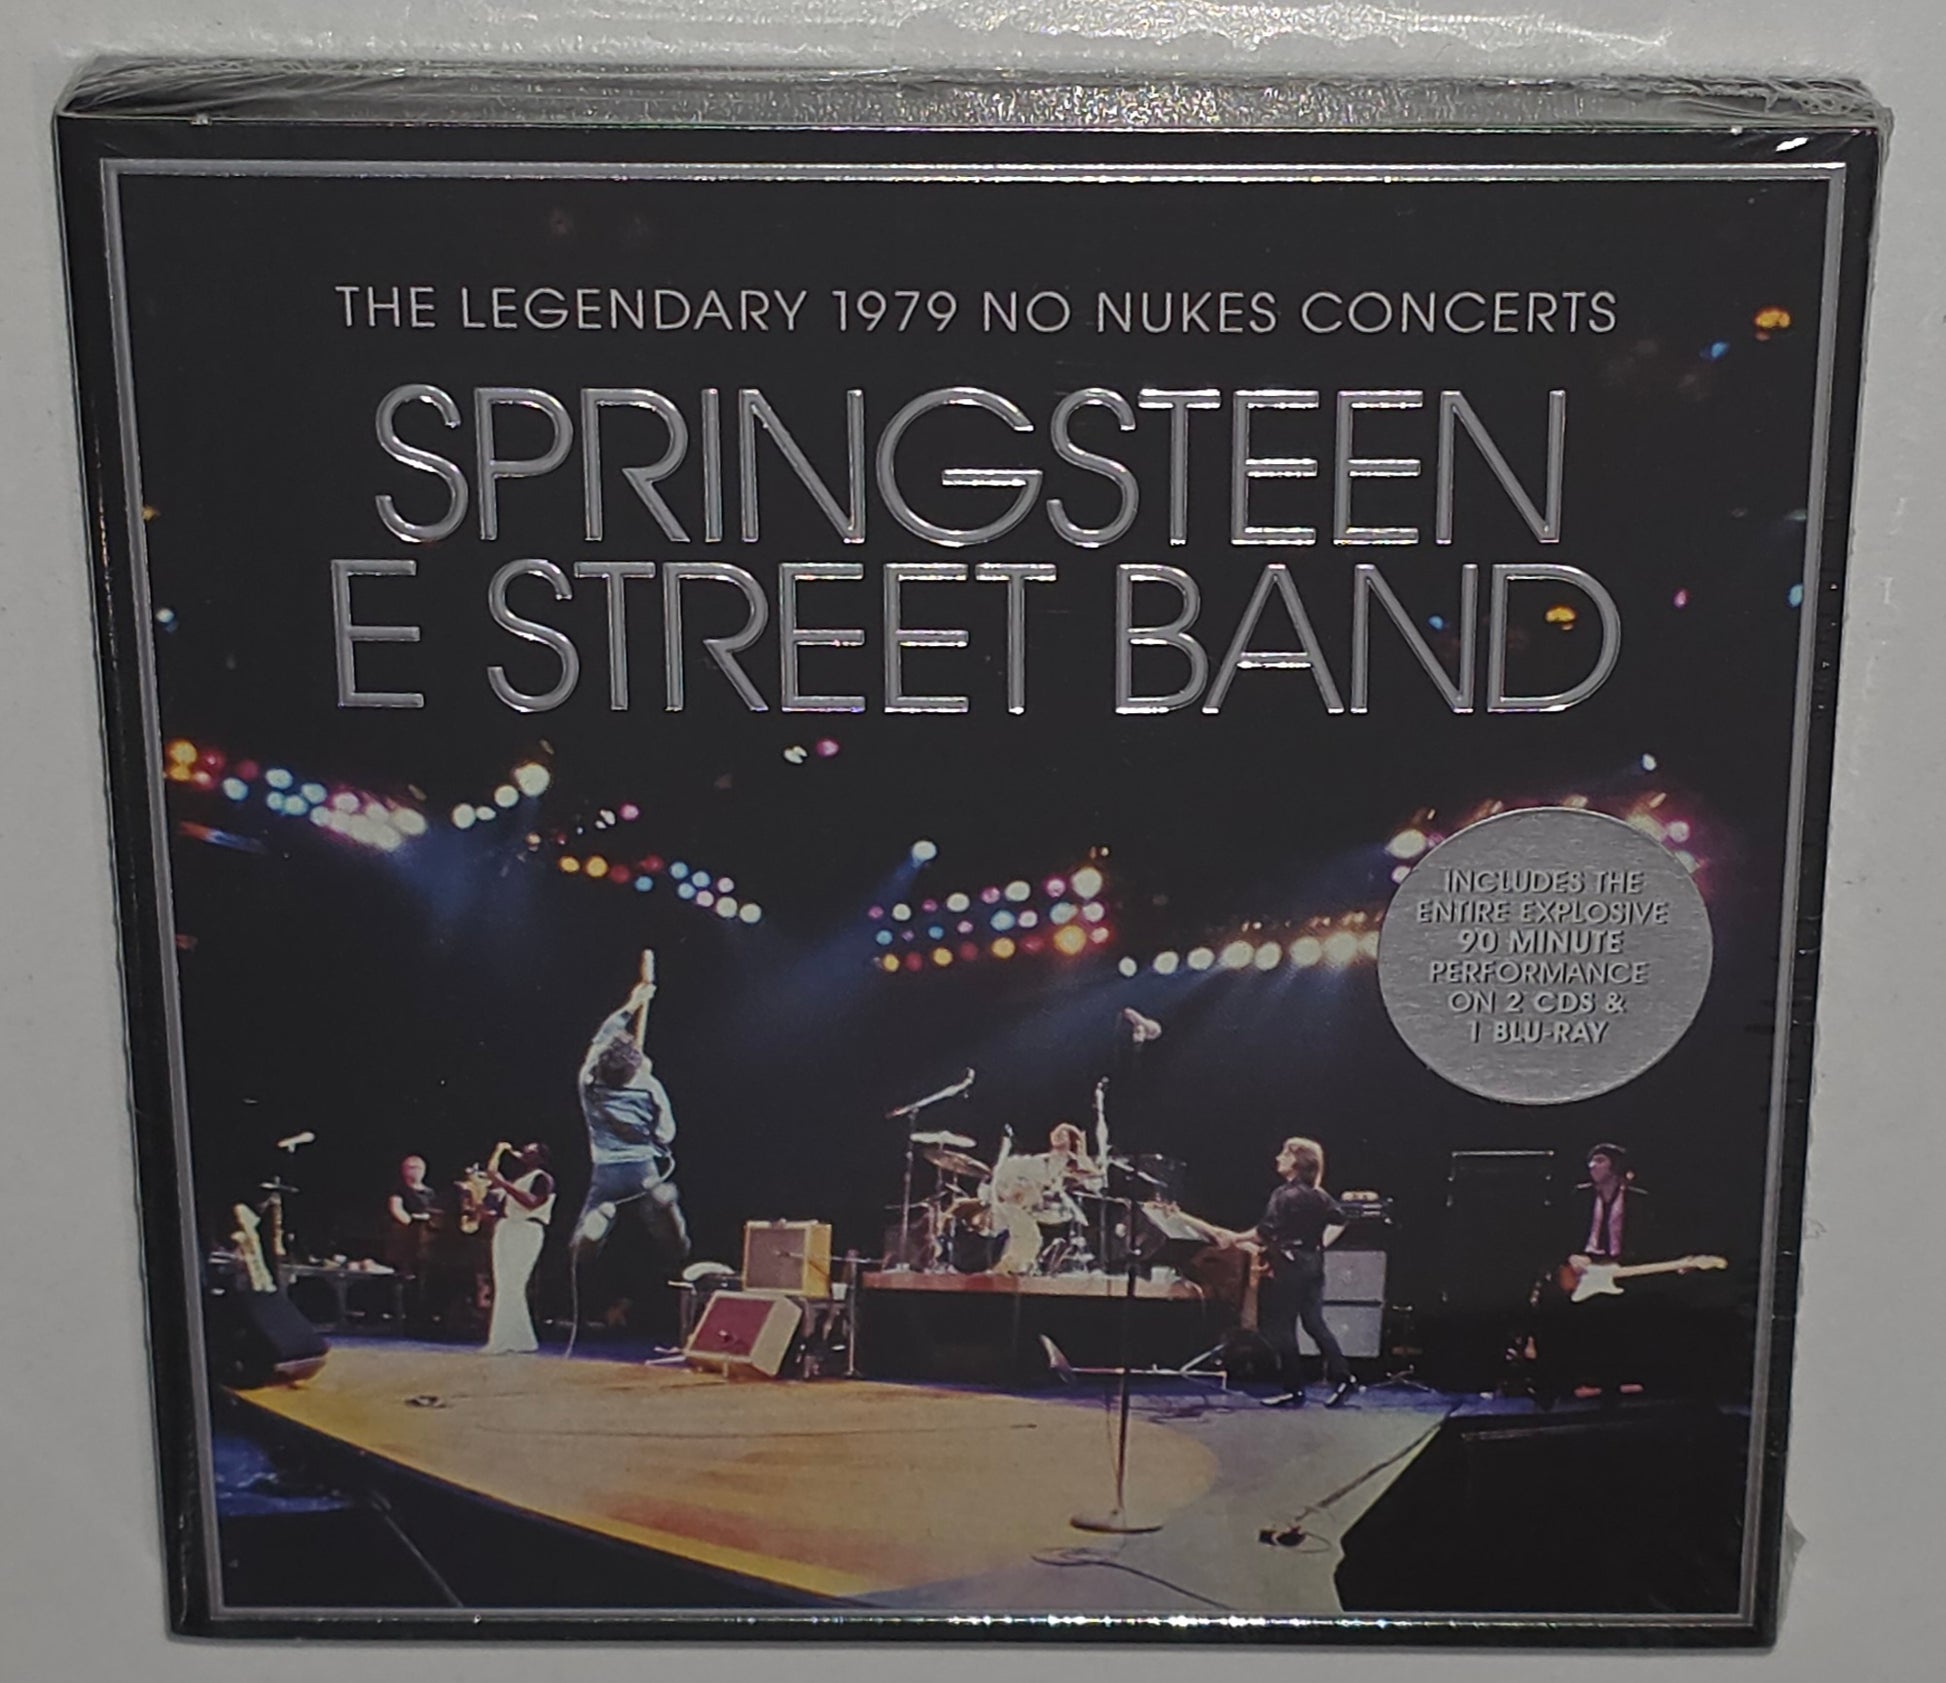 THE LEGENDARY 1979 NO NUKES CONCERTS
SPRINGSTEEN
E STREET BAND
INCLUDES THE
ENTIRE EXPLOSIVE
90 MINUTE
PERFORMANCE
ON 2 CDS &
1 BLU-RAY